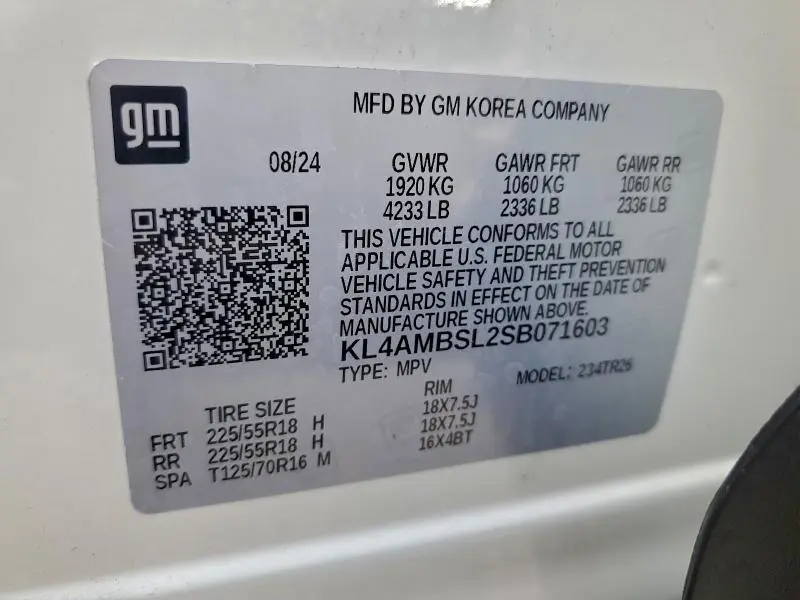 gm
MFD BY GM KOREA COMPANY
08/24 GVWR GAWR FRT GAWR RR
1920 KG 1060 KG 1060 KG
4233 LB 2336 LB 2336 LB
THIS VEHICLE CONFORMS TO ALL
APPLICABLE U.S. FEDERAL MOTOR
VEHICLE SAFETY AND THEFT PREVENTION
STANDARDS IN EFFECT ON THE DATE OF
MANUFACTURE SHOWN ABOVE.
KL4AMBSL2SB071603
TYPE: MPV MODEL: 234TR26
TIRE SIZE RIM
FRT 225/55R18 H 18X7.5J
RR 225/55R18 H 18X7.5J
SPA T125/70R16 M 16X4BT